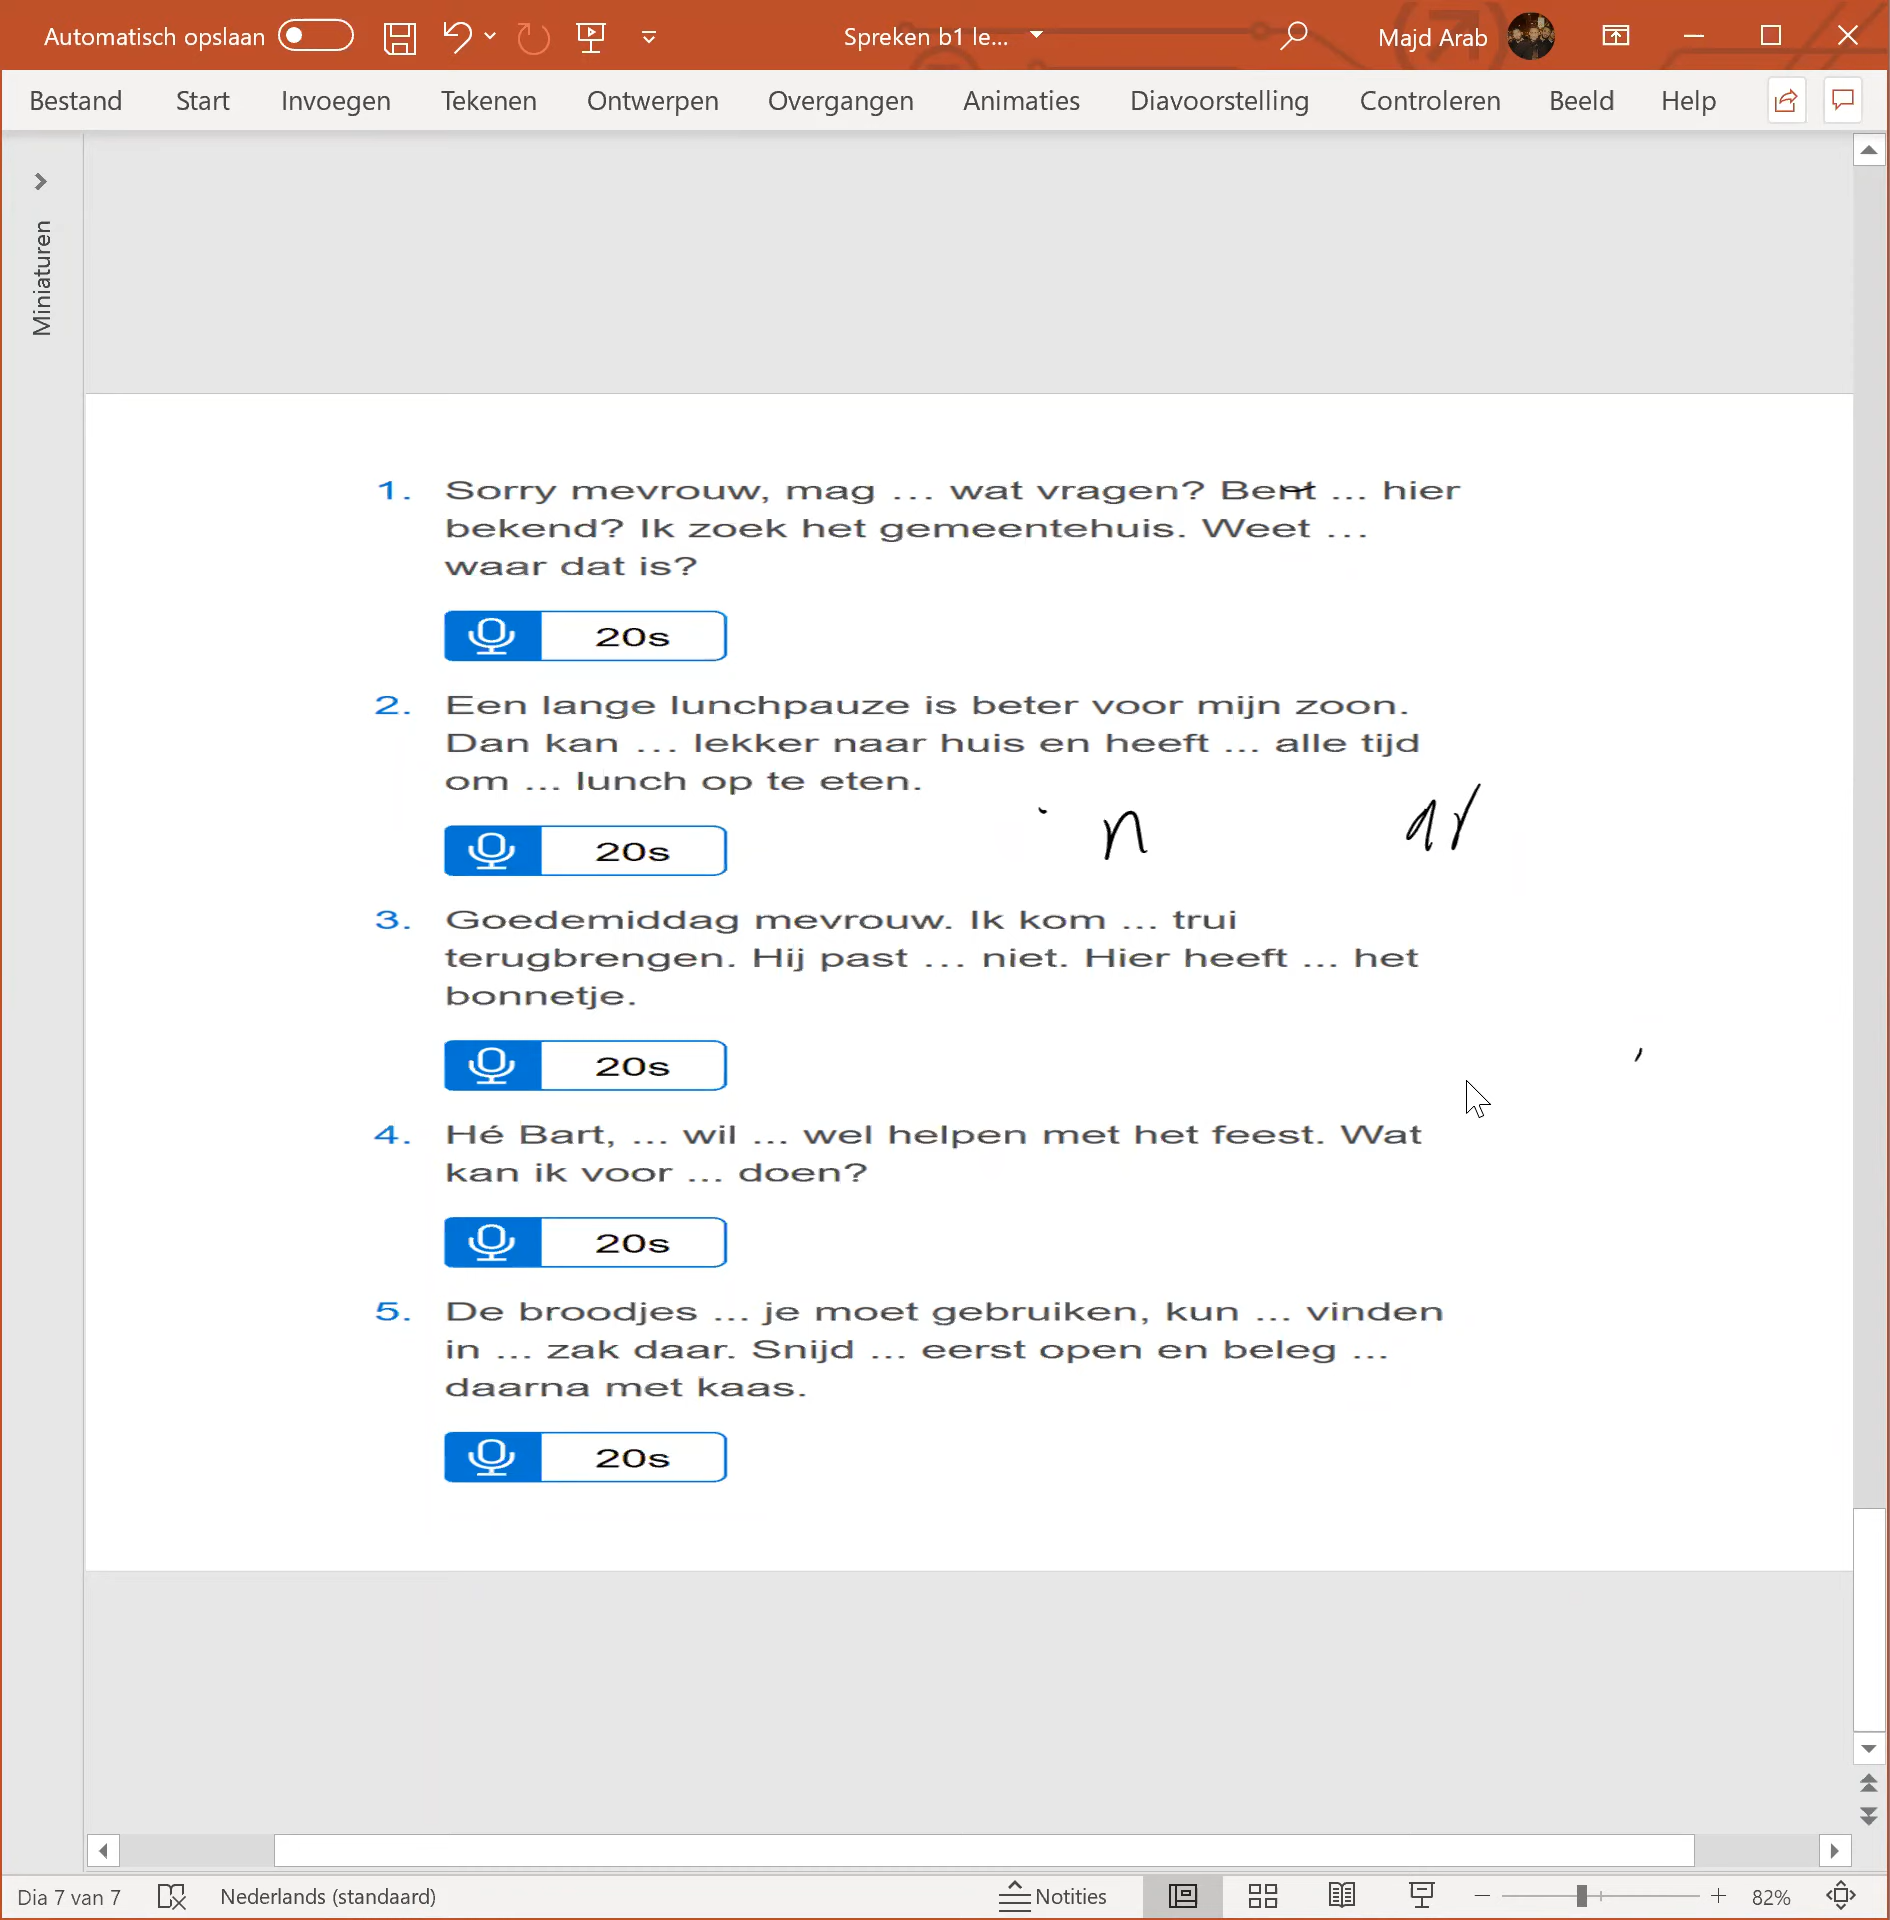 Automatisch opslaan
Spreken b1 le...
Majd Arab
Bestand Start Invoegen Tekenen Ontwerpen Overgangen Animaties Diavoorstelling Controleren Beeld Help
Miniaturen
1. Sorry mevrouw, mag ... wat vragen? Bent ... hier
bekend? Ik zoek het gemeentehuis. Weet ...
waar dat is?
20s
2. Een lange lunchpauze is beter voor mijn zoon.
Dan kan ... lekker naar huis en heeft ... alle tijd
om ... lunch op te eten.
n
20s
3. Goedemiddag mevrouw. Ik kom ... trui
terugbrengen. Hij past ... niet. Hier heeft ... het
bonnetje.
20s
4. Hé Bart, ... wil ... wel helpen met het feest. Wat
kan ik voor ... doen?
20s
5. De broodjes ... je moet gebruiken, kun ... vinden
in ... zak daar. Snijd ... eerst open en beleg ...
daarna met kaas.
20s
Dia 7 van 7 Nederlands (standaard) Notities 82%